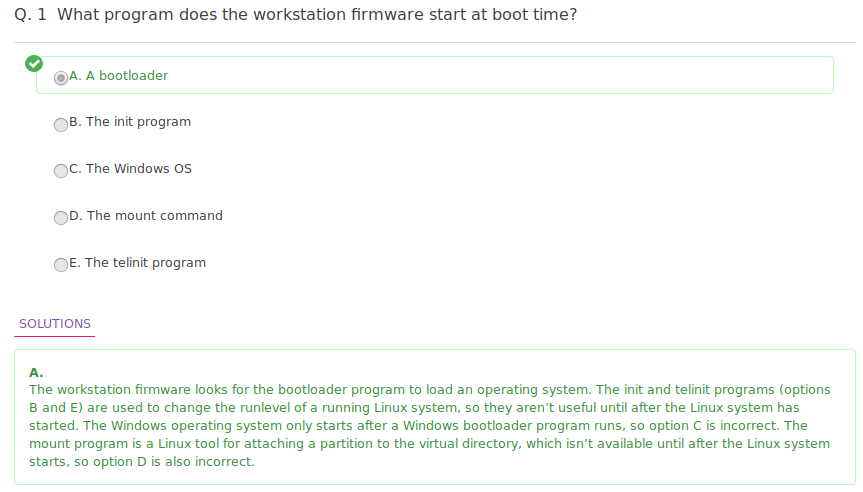 Q. 1 What program does the workstation firmware start at boot time?
A. A bootloader
B. The init program
C. The Windows OS
D. The mount command
E. The telinit program
SOLUTIONS
A.
The workstation firmware looks for the bootloader program to load an operating system. The init and telinit programs (options
B and E) are used to change the runlevel of a running Linux system, so they aren’t useful until after the Linux system has
started. The Windows operating system only starts after a Windows bootloader program runs, so option C is incorrect. The
mount program is a Linux tool for attaching a partition to the virtual directory, which isn’t available until after the Linux system
starts, so option D is also incorrect.